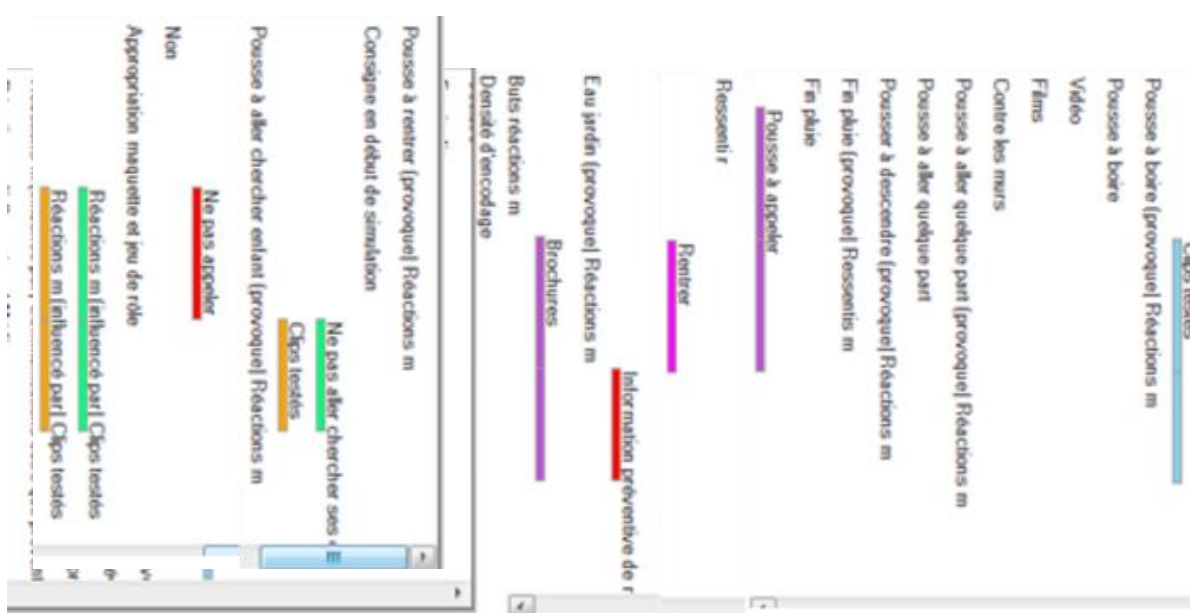 Clips testés
Pousse à boire (provoque) Réactions m
Pousse à boire
Vidéo
Films
Contre les murs
Pousse à aller quelque part (provoque) Réactions m
Pousse à aller quelque part
Pousser à descendre (provoque) Réactions m
Fin pluie (provoque) Ressentis m
Fin pluie
Pousse à appeler
Ressenti r
Rentrer
Information préventive de r
Eau jardin (provoque) Réactions m
Brochures
Buts réactions m
Densité d'encodage
Pousse à rentrer (provoque) Réactions m
Consigne en début de simulation
Ne pas aller chercher ses
Clips testés
Pousse à aller chercher enfant (provoque) Réactions m
Ne pas appeler
Non
Appropriation maquette et jeu de rôle
Réactions m (influencé par) Clips testés
Réactions m (influencé par) Clips testés